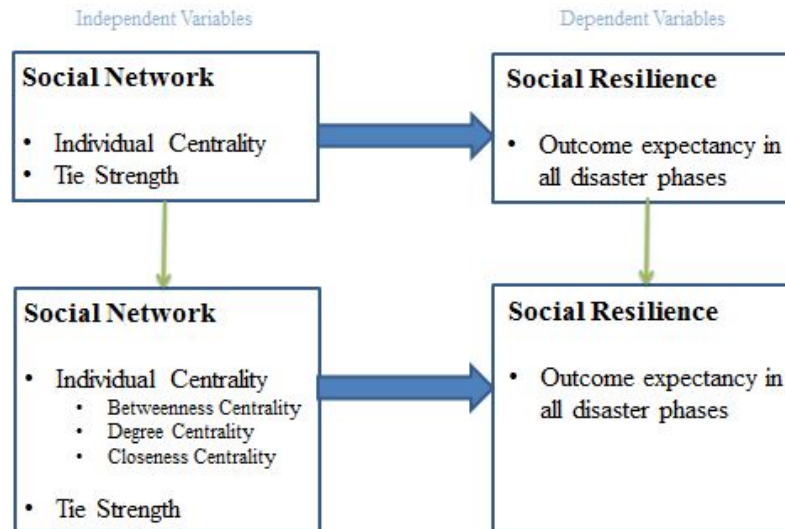 Independent Variables
Dependent Variables
Social Network
• Individual Centrality
• Tie Strength
Social Resilience
• Outcome expectancy in
all disaster phases
Social Network
• Individual Centrality
• Betweenness Centrality
• Degree Centrality
• Closeness Centrality
• Tie Strength
Social Resilience
• Outcome expectancy in
all disaster phases